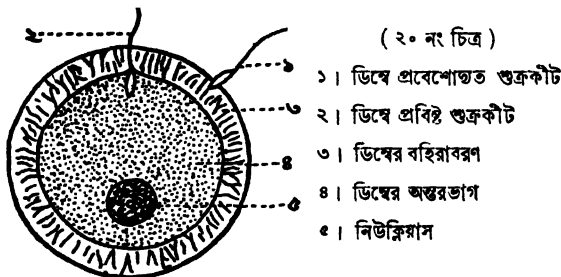 ২
১
৩
৪
৫
( ২০ নং চিত্র )
১। ডিম্বে প্রবেশোদ্যত শুক্রকীট
২। ডিম্বে প্রবিষ্ট শুক্রকীট
৩। ডিম্বের বহিরাবরণ
৪। ডিম্বের অন্তরভাগ
৫। নিউক্লিয়াস